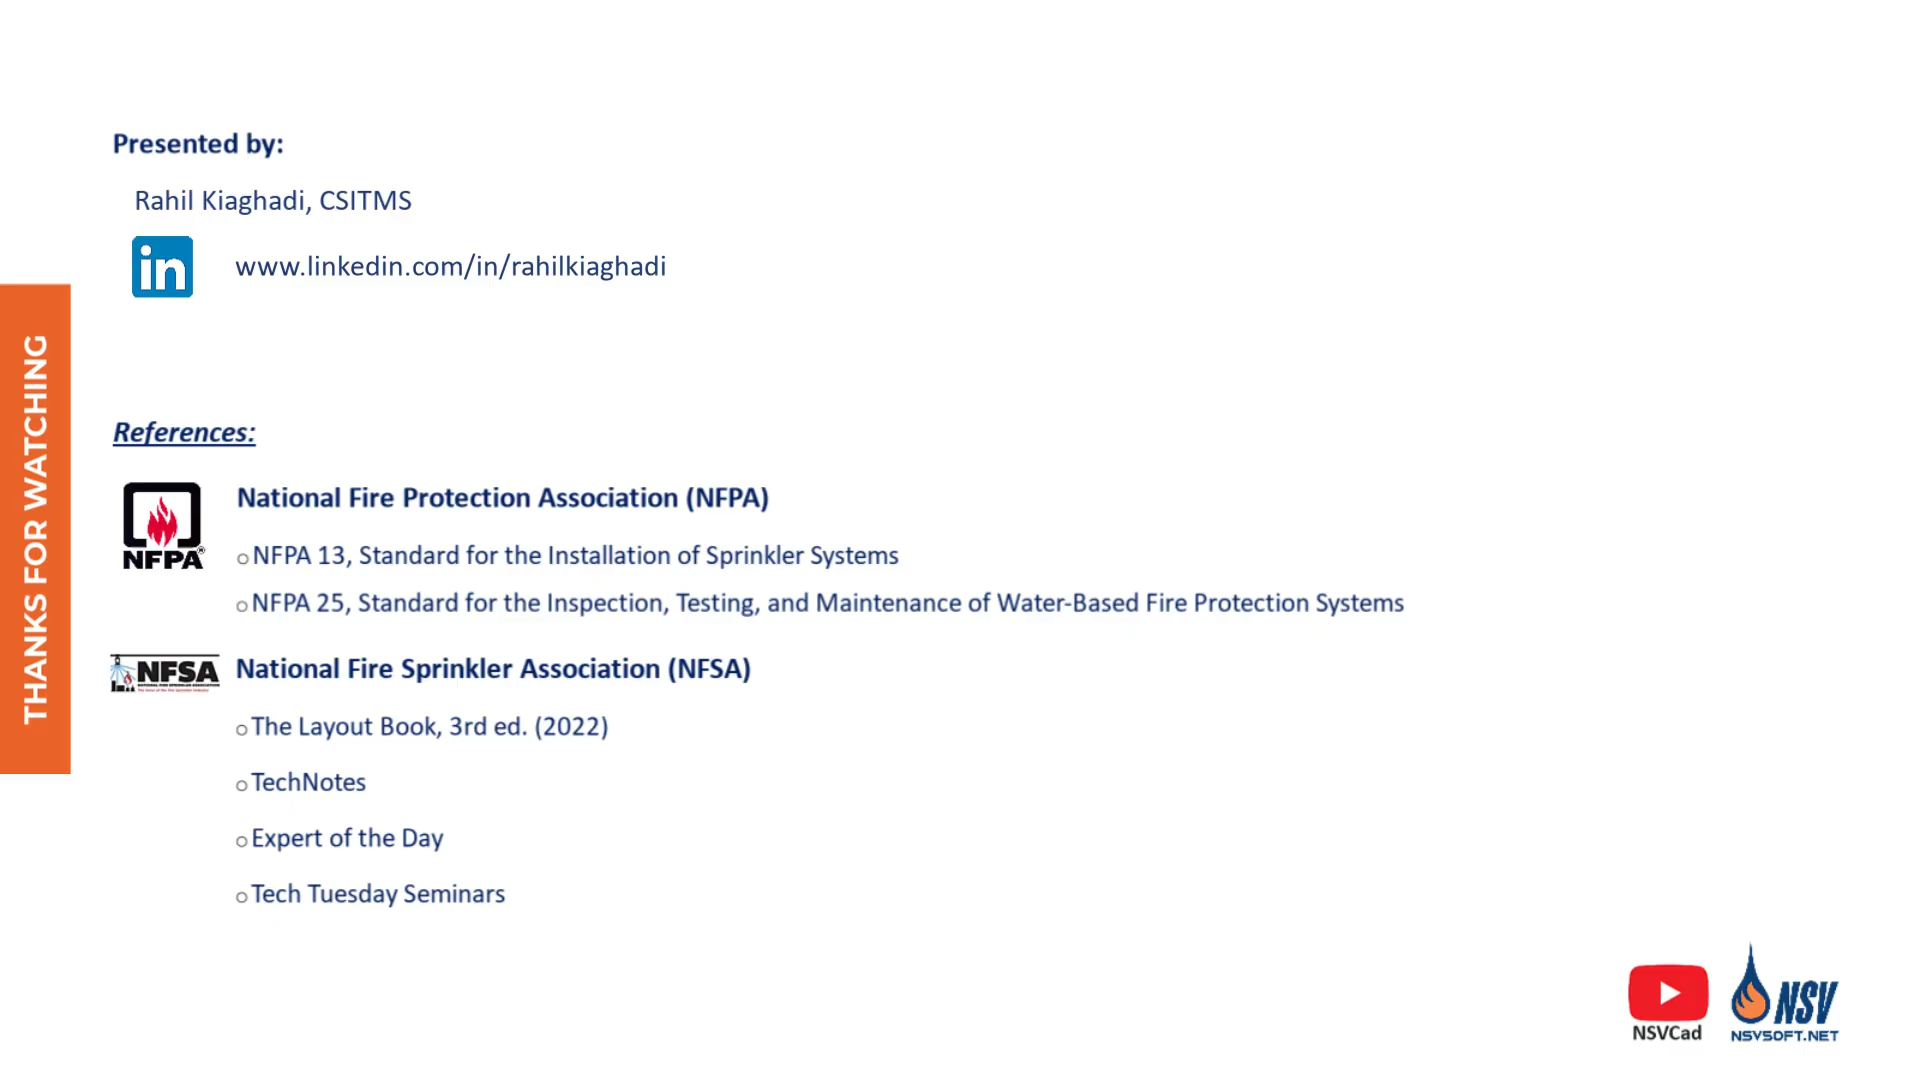 Presented by:
Rahil Kiaghadi, CSITMS
in
www.linkedin.com/in/rahilkiaghadi
THANKS FOR WATCHING
References:
NFPA®
National Fire Protection Association (NFPA)
NFPA 13, Standard for the Installation of Sprinkler Systems
NFPA 25, Standard for the Inspection, Testing, and Maintenance of Water-Based Fire Protection Systems
NFSA
National Fire Sprinkler Association (NFSA)
The Layout Book, 3rd ed. (2022)
TechNotes
Expert of the Day
Tech Tuesday Seminars
NSVCad
NSV
NSVSOFT.NET